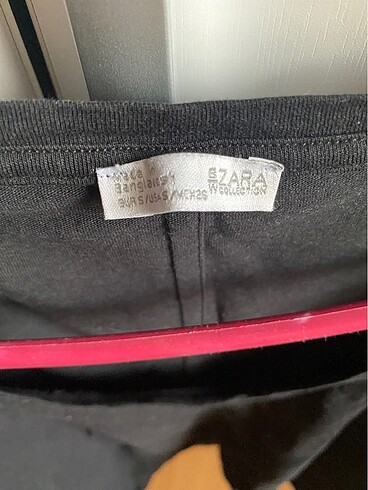 Made in
Bangladesh
EUR S/USA S/MEX 26
ZARA
W COLLECTION